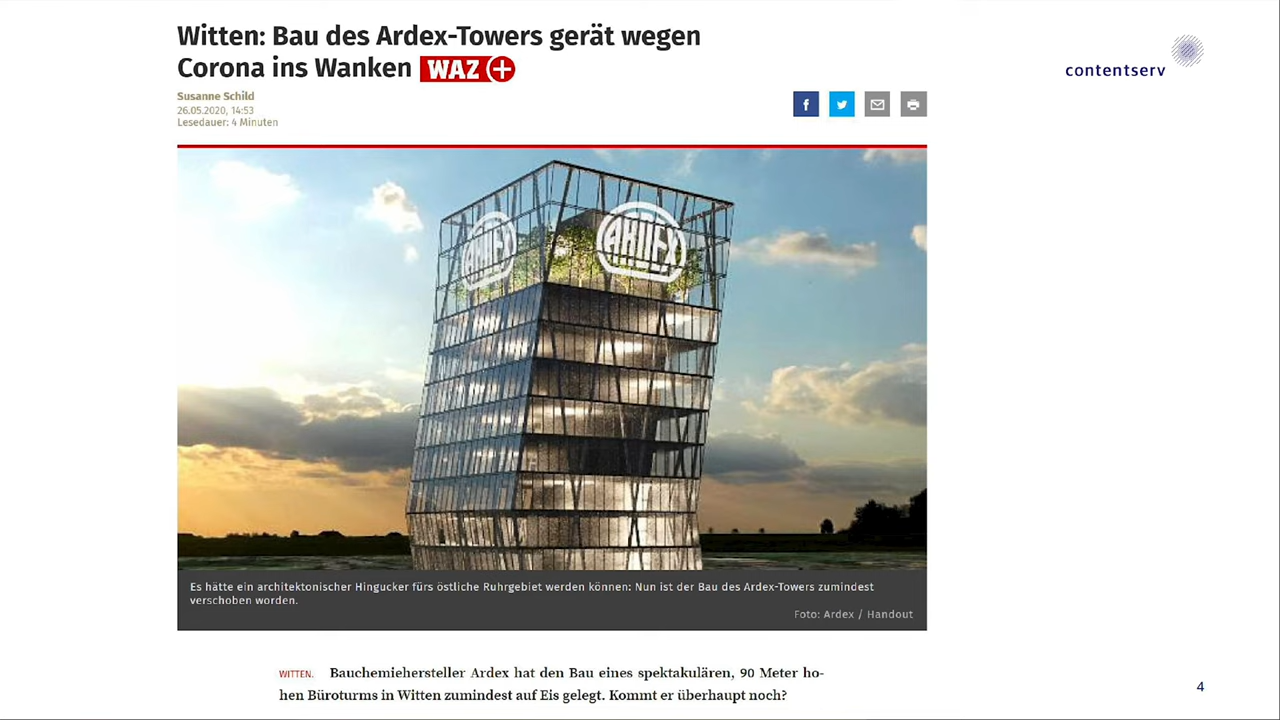 Witten: Bau des Ardex-Towers gerät wegen
Corona ins Wanken WAZ+
contentserv
Susanne Schild
26.05.2020, 14:53
Lesedauer: 4 Minuten
ARDEX
ARDEX
Es hätte ein architektonischer Hingucker fürs östliche Ruhrgebiet werden können: Nun ist der Bau des Ardex-Towers zumindest
verschoben worden.
Foto: Ardex / Handout
WITTEN. Bauchemiehersteller Ardex hat den Bau eines spektakulären, 90 Meter ho-
hen Büroturms in Witten zumindest auf Eis gelegt. Kommt er überhaupt noch?
4